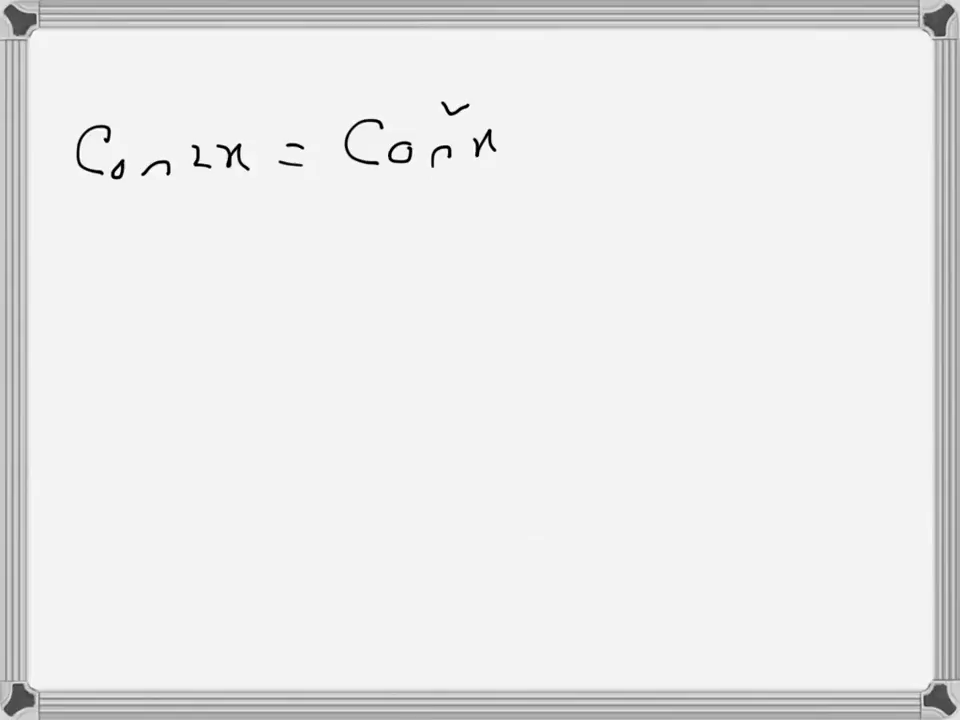 Cos 2x = Cos²x